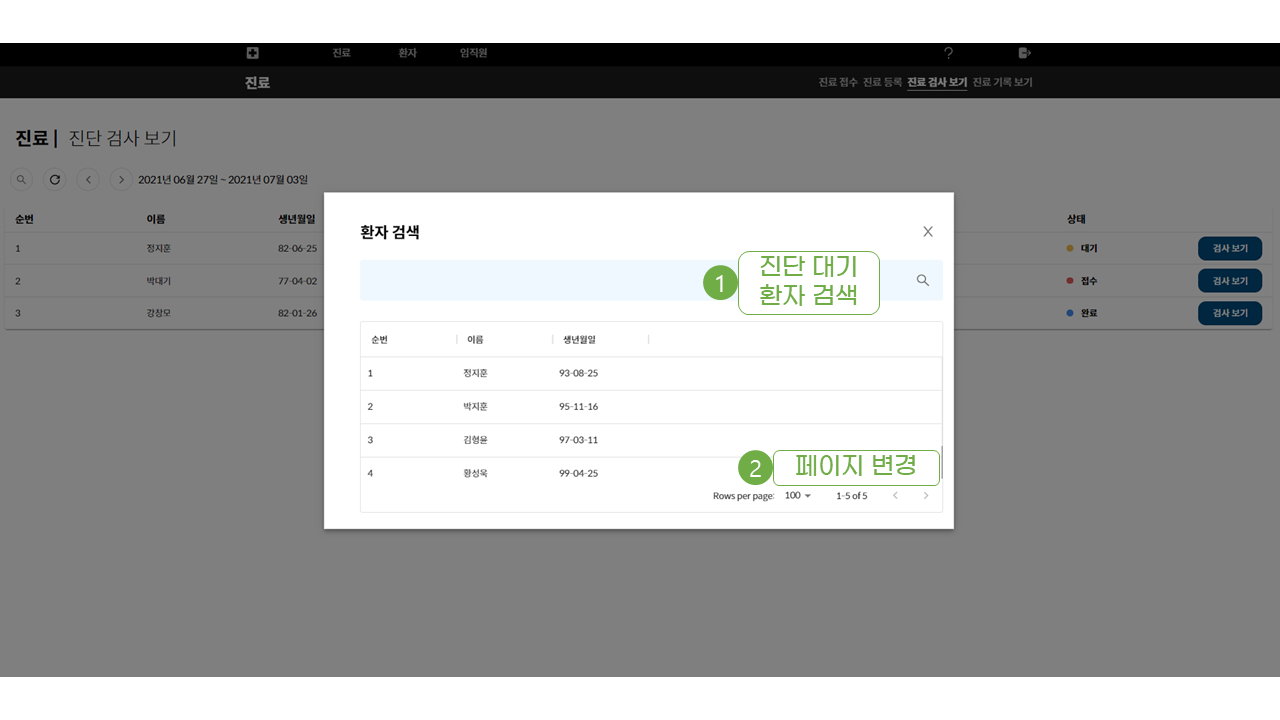 진료 환자 임직원
진료
진료 접수 진료 등록 진료 검사 보기 진료 기록 보기
진료 | 진단 검사 보기
2021년 06월 27일 ~ 2021년 07월 03일
순번 이름 생년월일 상태
1 정지훈 82-06-25 대기 검사 보기
2 박대기 77-04-02 접수 검사 보기
3 강창모 82-01-26 완료 검사 보기
환자 검색
1 진단 대기
환자 검색
순번 이름 생년월일
1 정지훈 93-08-25
2 박지훈 95-11-16
3 김형윤 97-03-11
4 황성욱 99-04-25
2 페이지 변경
Rows per page: 100 1-5 of 5